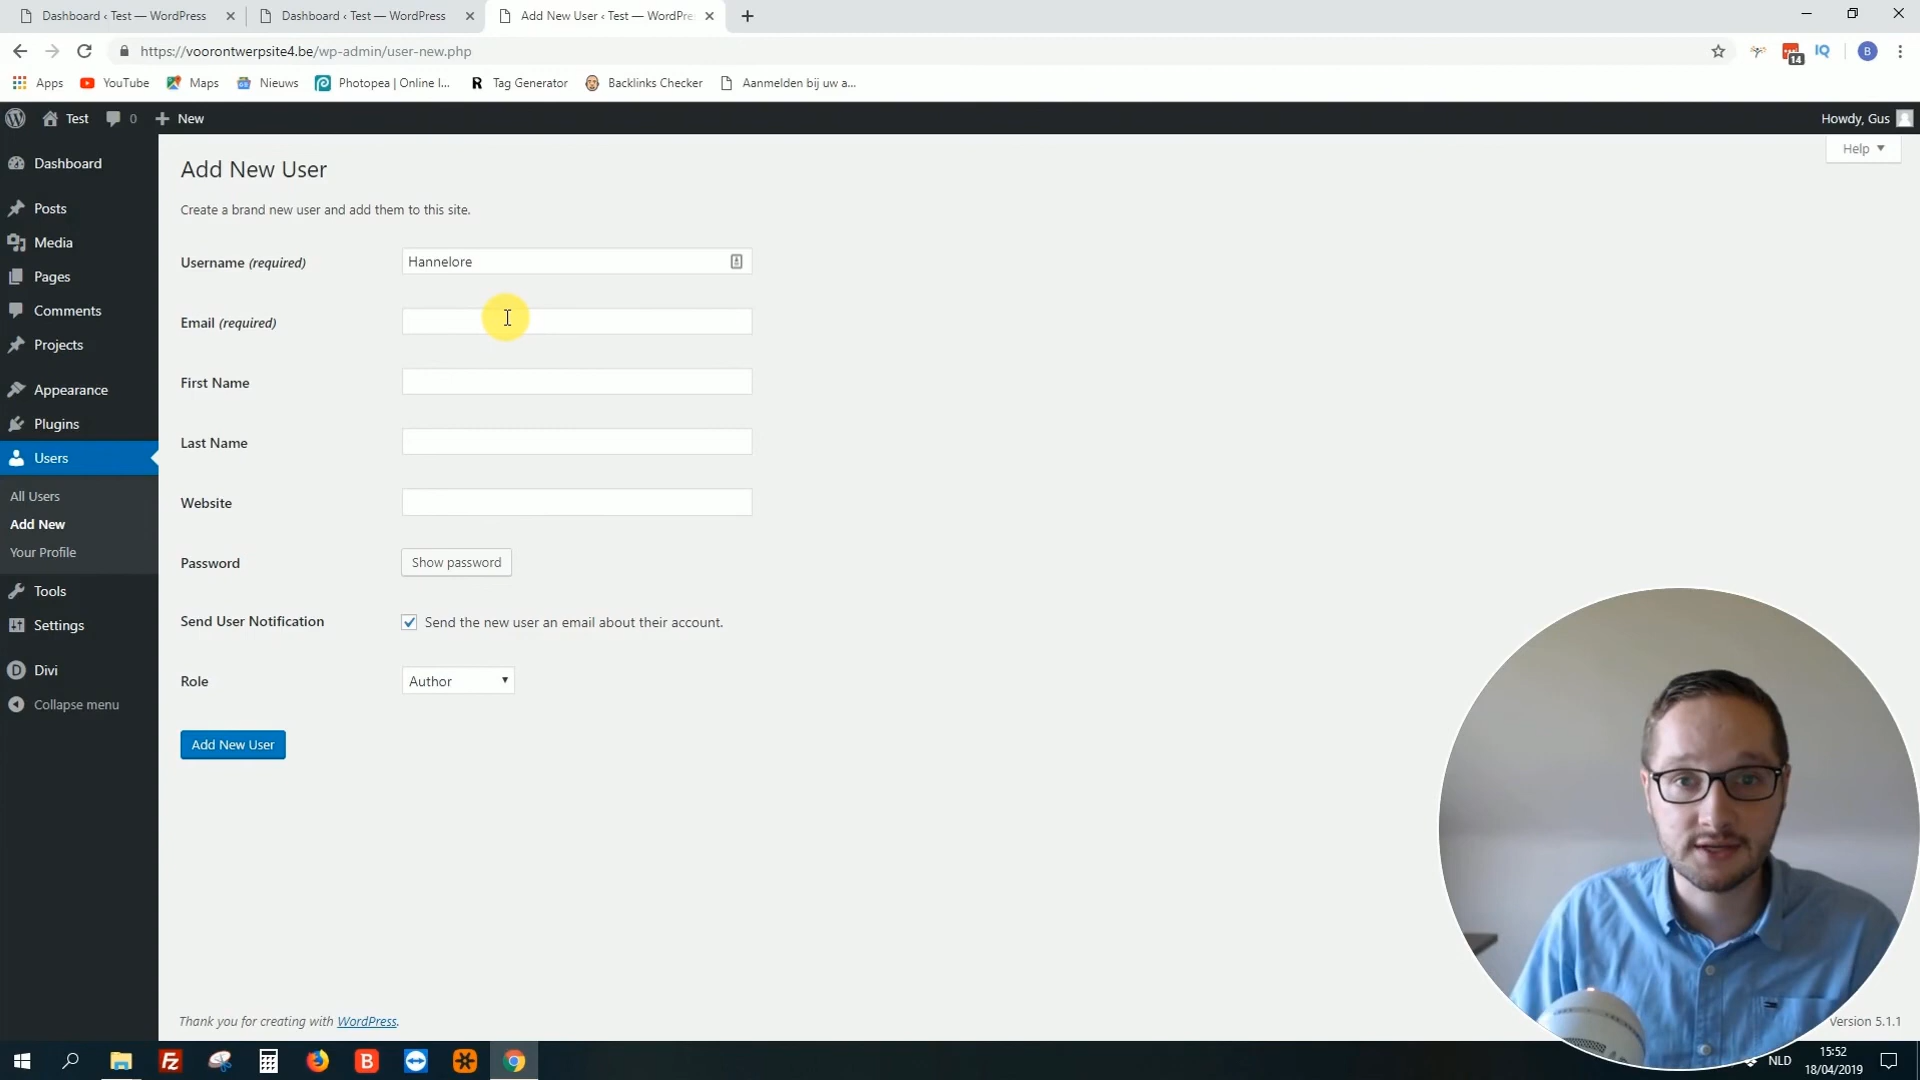 Dashboard ‹ Test — WordPress
Dashboard ‹ Test — WordPress
Add New User ‹ Test — WordPre
https://voorontwerpsite4.be/wp-admin/user-new.php
14
IQ
B
Apps
YouTube
Maps
Nieuws
Photopea | Online I...
R Tag Generator
Backlinks Checker
Aanmelden bij uw a...
Test
0
New
Howdy, Gus
Help
Dashboard
Posts
Media
Pages
Comments
Projects
Appearance
Plugins
Users
All Users
Add New
Your Profile
Tools
Settings
D Divi
Collapse menu
Add New User
Create a brand new user and add them to this site.
Username (required)
Hannelore
Email (required)
First Name
Last Name
Website
Password
Show password
Send User Notification
Send the new user an email about their account.
Role
Author
Add New User
Thank you for creating with WordPress.
Version 5.1.1
FZ
B
NLD
15:52
18/04/2019